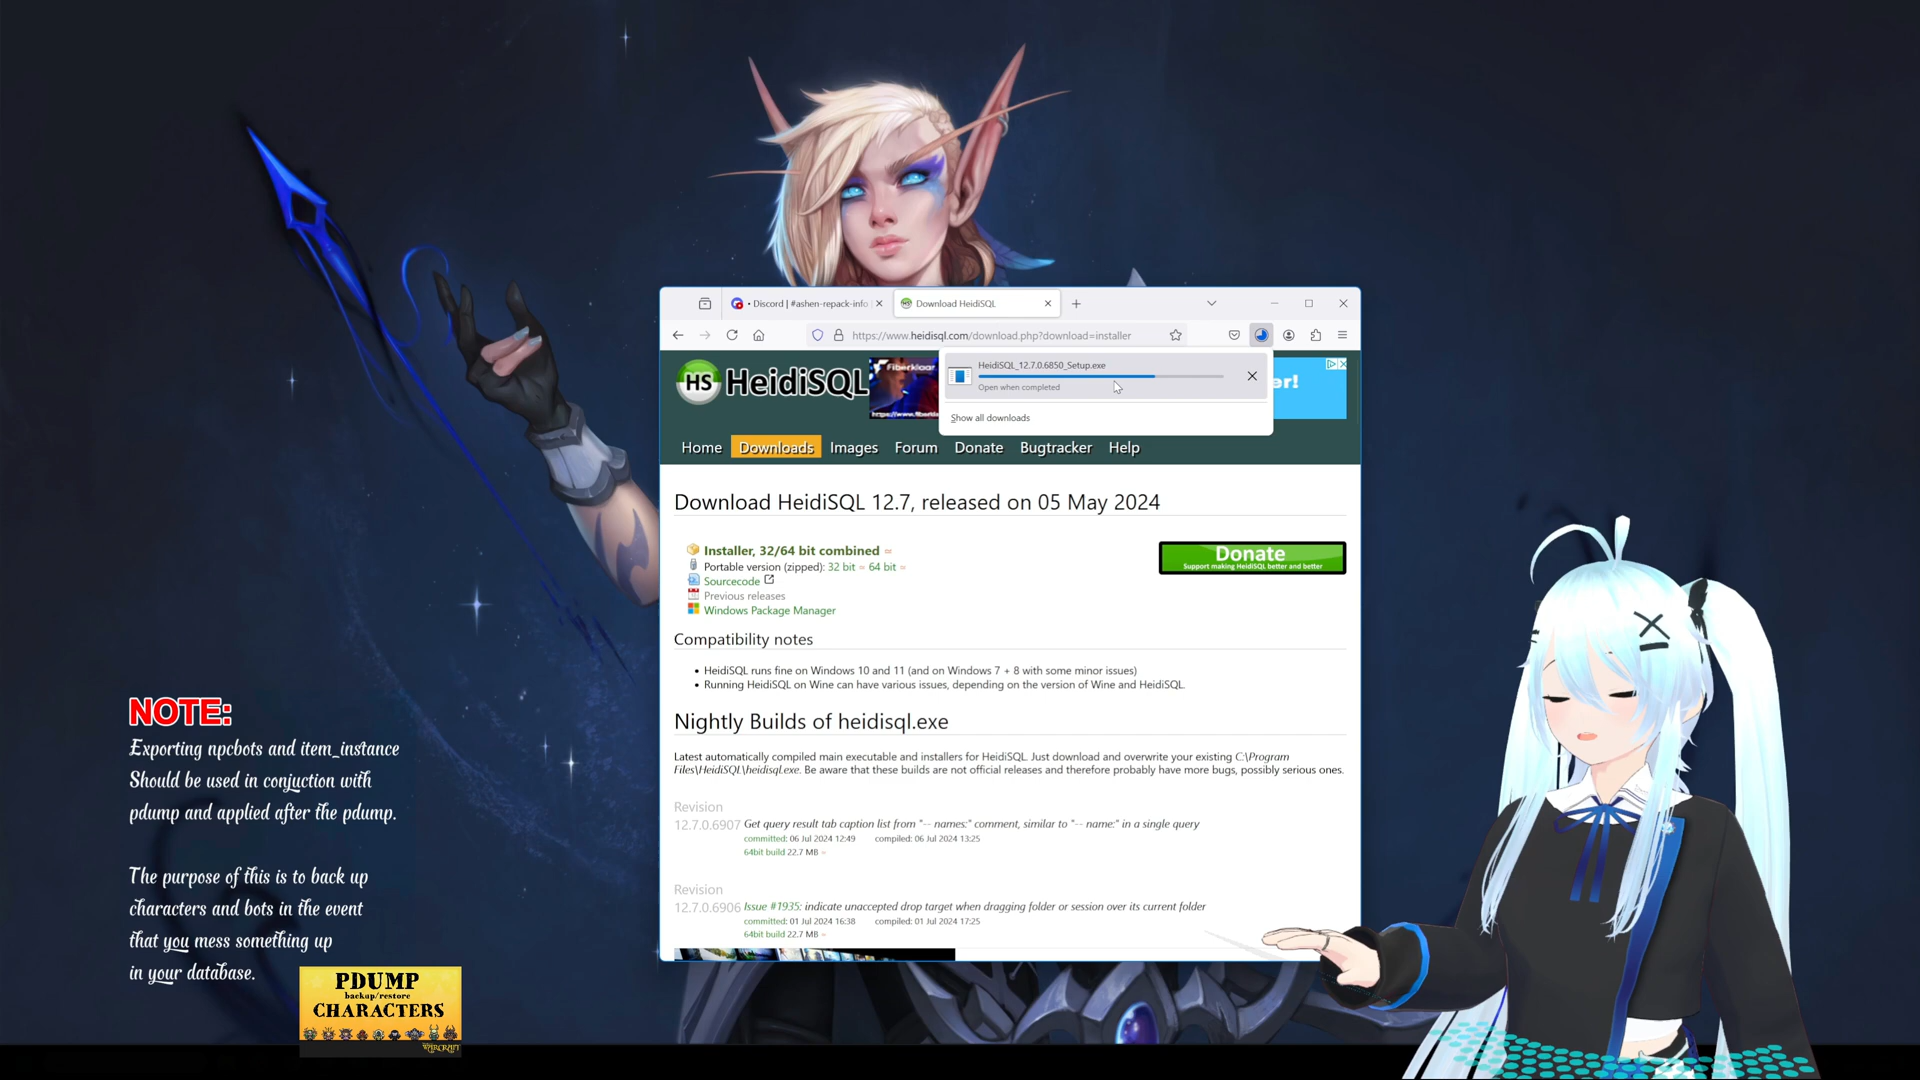 • Discord | #ashen-repack-info
Download HeidiSQL
https://www.heidisql.com/download.php?download=installer
HS HeidiSQL
Fiberklaar
HeidiSQL_12.7.0.6850_Setup.exe
Open when completed
Show all downloads
er!
Home Downloads Images Forum Donate Bugtracker Help
Download HeidiSQL 12.7, released on 05 May 2024
Installer, 32/64 bit combined
Portable version (zipped): 32 bit 64 bit
Sourcecode
Previous releases
Windows Package Manager
Donate
Support making HeidiSQL better and better
Compatibility notes
• HeidiSQL runs fine on Windows 10 and 11 (and on Windows 7 + 8 with some minor issues)
• Running HeidiSQL on Wine can have various issues, depending on the version of Wine and HeidiSQL.
Nightly Builds of heidisql.exe
Latest automatically compiled main executable and installers for HeidiSQL. Just download and overwrite your existing C:\Program
Files\HeidiSQL\heidisql.exe. Be aware that these builds are not official releases and therefore probably have more bugs, possibly serious ones.
Revision
12.7.0.6907 Get query result tab caption list from "-- names:" comment, similar to "-- name:" in a single query
committed: 06 Jul 2024 12:49 compiled: 06 Jul 2024 13:25
64bit build 22.7 MB
Revision
12.7.0.6906 Issue #1935: indicate unaccepted drop target when dragging folder or session over its current folder
committed: 01 Jul 2024 16:38 compiled: 01 Jul 2024 17:25
64bit build 22.7 MB
NOTE:
Exporting npcbots and item_instance
Should be used in conjuction with
pdump and applied after the pdump.
The purpose of this is to back up
characters and bots in the event
that you mess something up
in your database.
PDUMP
backup/restore
CHARACTERS
WARCRAFT